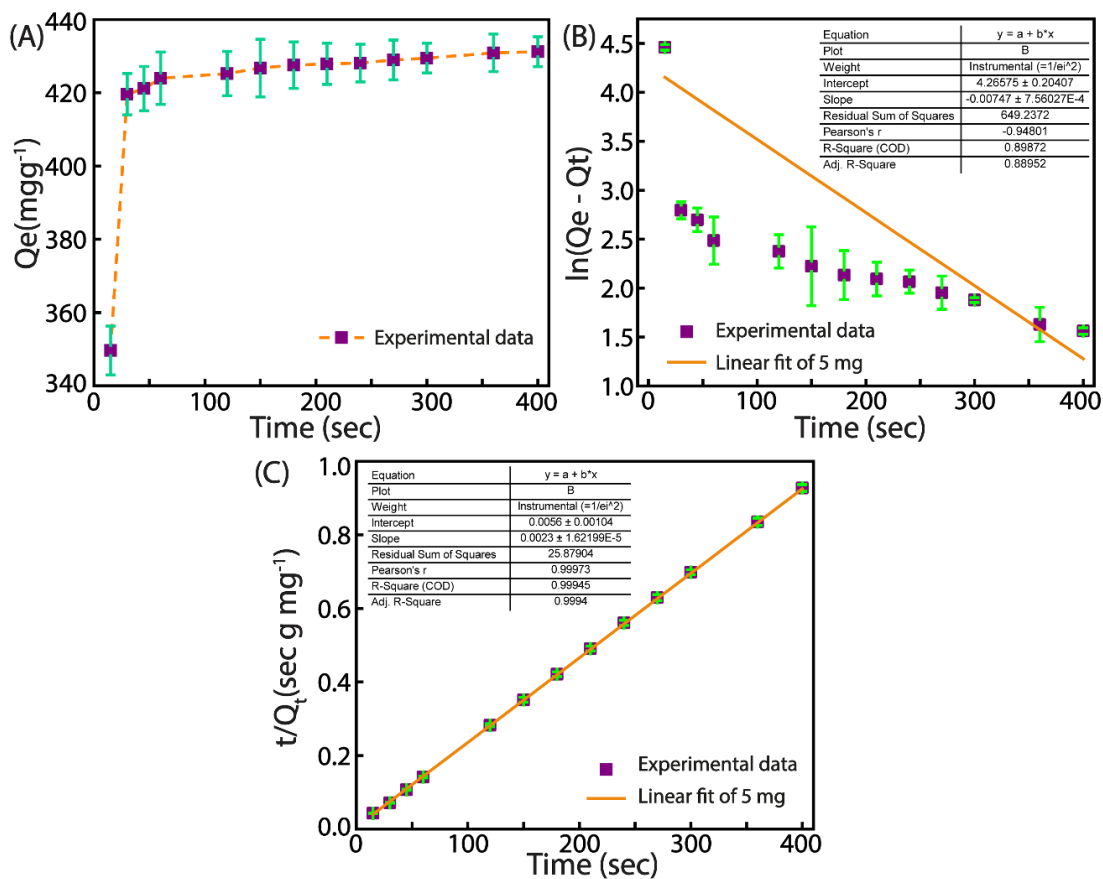 (A)
Qe(mgg⁻¹)
440
420
400
380
360
340
0 100 200 300 400
Time (sec)
Experimental data
(B)
ln(Qe - Qt)
4.5
4.0
3.5
3.0
2.5
2.0
1.5
1.0
0 100 200 300 400
Time (sec)
Equation y = a + b*x
Plot B
Weight Instrumental (=1/ei^2)
Intercept 4.26575 ± 0.20407
Slope -0.00747 ± 7.56027E-4
Residual Sum of Squares 649.2372
Pearson's r -0.94801
R-Square (COD) 0.89872
Adj. R-Square 0.88952
Experimental data
Linear fit of 5 mg
(C)
t/Qₜ(sec g mg⁻¹)
1.0
0.8
0.6
0.4
0.2
0.0
0 100 200 300 400
Time (sec)
Equation y = a + b*x
Plot B
Weight Instrumental (=1/ei^2)
Intercept 0.0056 ± 0.00104
Slope 0.0023 ± 1.62199E-5
Residual Sum of Squares 25.87904
Pearson's r 0.99973
R-Square (COD) 0.99945
Adj. R-Square 0.9994
Experimental data
Linear fit of 5 mg